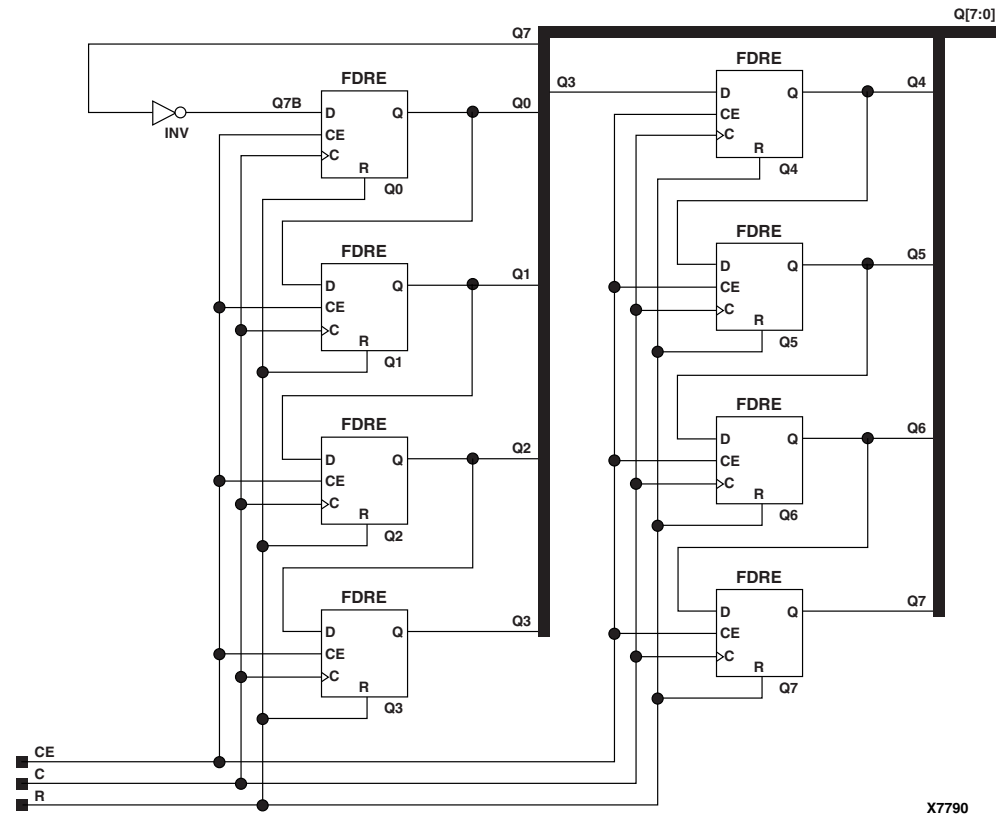 Q[7:0]
Q7
FDRE
Q7B
INV
D
CE
C
Q
R
Q0
Q0
FDRE
D
CE
C
Q
R
Q1
Q1
FDRE
D
CE
C
Q
R
Q2
Q2
FDRE
D
CE
C
Q
R
Q3
Q3
Q3
FDRE
D
CE
C
Q
R
Q4
Q4
FDRE
D
CE
C
Q
R
Q5
Q5
FDRE
D
CE
C
Q
R
Q6
Q6
FDRE
D
CE
C
Q
R
Q7
Q7
CE
C
R
X7790